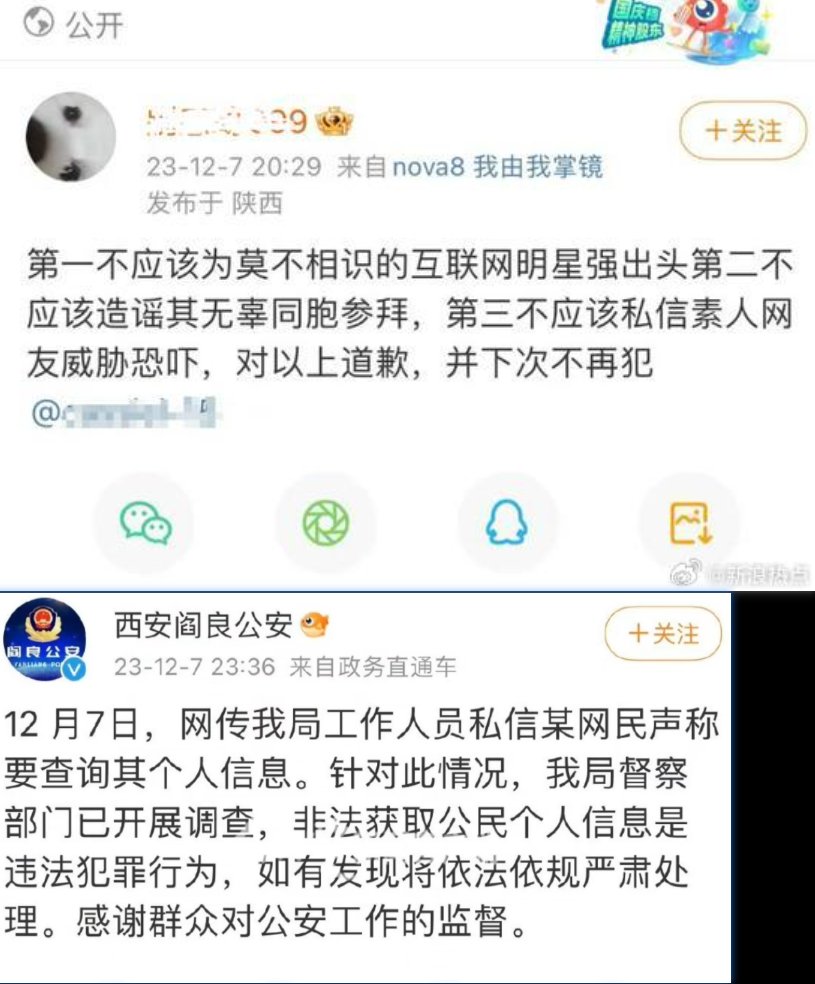 公开
国庆档
精神股东
99
+关注
23-12-7 20:29 来自 nova8 我由我掌镜
发布于 陕西
第一不应该为莫不相识的互联网明星强出头第二不
应该造谣其无辜同胞参拜，第三不应该私信素人网
友威胁恐吓，对以上道歉，并下次不再犯
@
@新浪热点
西安阎良公安
+关注
阎良公安
23-12-7 23:36 来自政务直通车
12 月7日，网传我局工作人员私信某网民声称
要查询其个人信息。针对此情况，我局督察
部门已开展调查，非法获取公民个人信息是
违法犯罪行为，如有发现将依法依规严肃处
理。感谢群众对公安工作的监督。